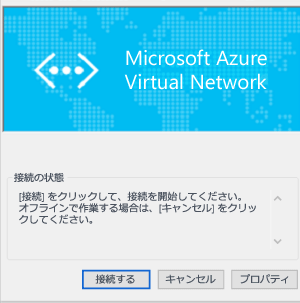 Microsoft Azure
Virtual Network
接続の状態
[接続] をクリックして、接続を開始してください。
オフラインで作業する場合は、[キャンセル] をクリッ
クしてください。
接続する
キャンセル
プロパティ